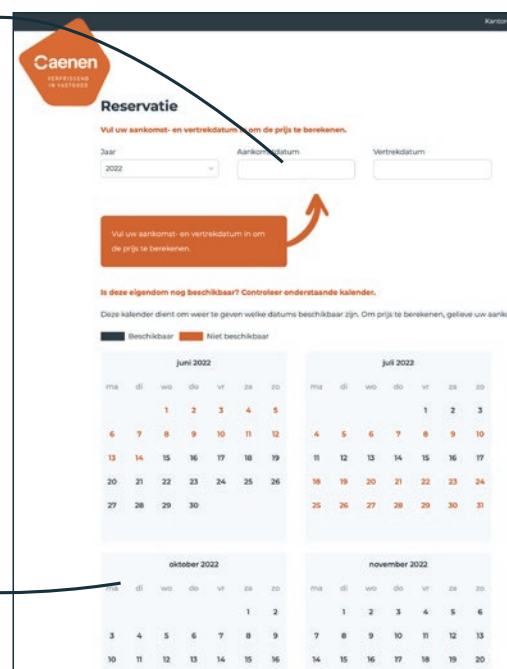 Kantor
Caenen
VERFRISSEND
IN VASTGOED
Reservatie
Vul uw aankomst- en vertrekdatum in om de prijs te berekenen.
Jaar Aankomstdatum Vertrekdatum
2022
Vul uw aankomst- en vertrekdatum in om
de prijs te berekenen.
Is deze eigendom nog beschikbaar? Controleer onderstaande kalender.
Deze kalender dient om weer te geven welke datums beschikbaar zijn. Om prijs te berekenen, gelieve uw aanko
Beschikbaar Niet beschikbaar
juni 2022 juli 2022
ma di wo do vr za zo ma di wo do vr za zo
1 2 3 4 5 1 2 3
6 7 8 9 10 11 12 4 5 6 7 8 9 10
13 14 15 16 17 18 19 11 12 13 14 15 16 17
20 21 22 23 24 25 26 18 19 20 21 22 23 24
27 28 29 30 25 26 27 28 29 30 31
oktober 2022 november 2022
ma di wo do vr za zo ma di wo do vr za zo
1 2 1 2 3 4 5 6
3 4 5 6 7 8 9 7 8 9 10 11 12 13
10 11 12 13 14 15 16 14 15 16 17 18 19 20